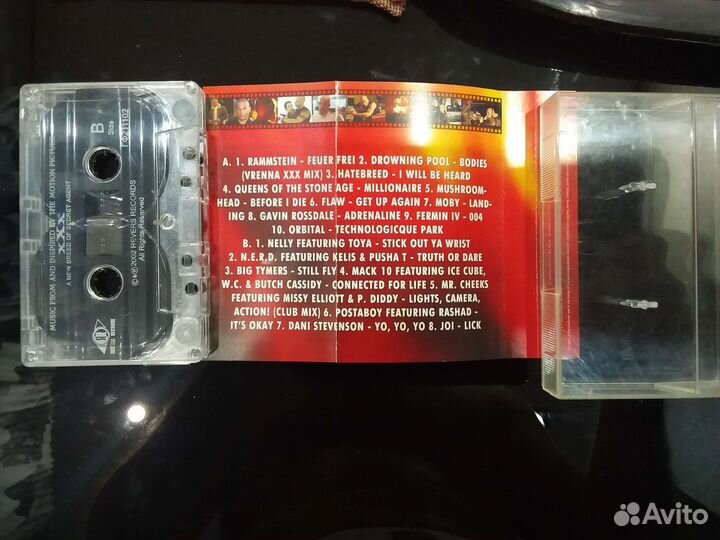 MUSIC FROM AND INSPIRED BY THE MOTION PICTURE
xXx
A NEW BREED OF SECRET AGENT
©℗2002 REVERS RECORDS
All Rights Reserved
Side
B
RECORDS
A. 1. RAMMSTEIN - FEUER FREI 2. DROWNING POOL - BODIES
(VRENNA XXX MIX) 3. HATEBREED - I WILL BE HEARD
4. QUEENS OF THE STONE AGE - MILLIONAIRE 5. MUSHROOM-
HEAD - BEFORE I DIE 6. FLAW - GET UP AGAIN 7. MOBY - LAND-
ING 8. GAVIN ROSSDALE - ADRENALINE 9. FERMIN IV - 004
10. ORBITAL - TECHNOLOGICQUE PARK
B. 1. NELLY FEATURING TOYA - STICK OUT YA WRIST
2. N.E.R.D. FEATURING KELIS & PUSHA T - TRUTH OR DARE
3. BIG TYMERS - STILL FLY 4. MACK 10 FEATURING ICE CUBE,
W.C. & BUTCH CASSIDY - CONNECTED FOR LIFE 5. MR. CHEEKS
FEATURING MISSY ELLIOTT & P. DIDDY - LIGHTS, CAMERA,
ACTION! (CLUB MIX) 6. POSTABOY FEATURING RASHAD -
IT'S OKAY 7. DANI STEVENSON - YO, YO, YO 8. JOI - LICK
Avito